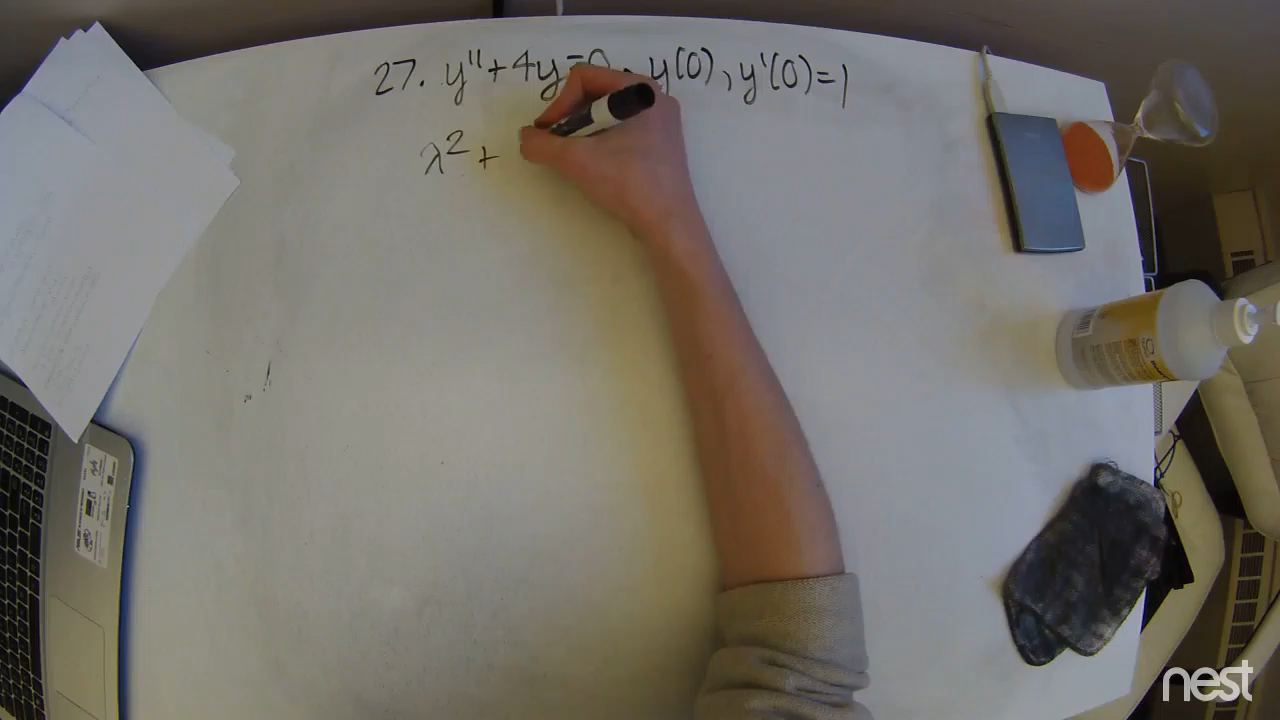 27. y'' + 4y = 0, y(0), y'(0) = 1
λ² +
nest